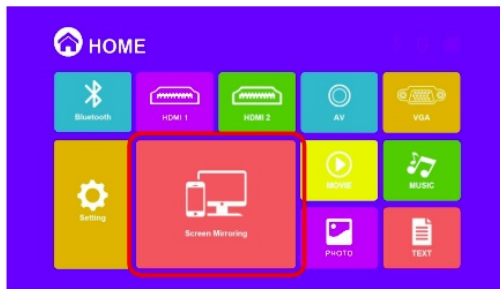 HOME
Bluetooth
HDMI 1
HDMI 2
AV
VGA
Setting
Screen Mirroring
MOVIE
MUSIC
PHOTO
TEXT